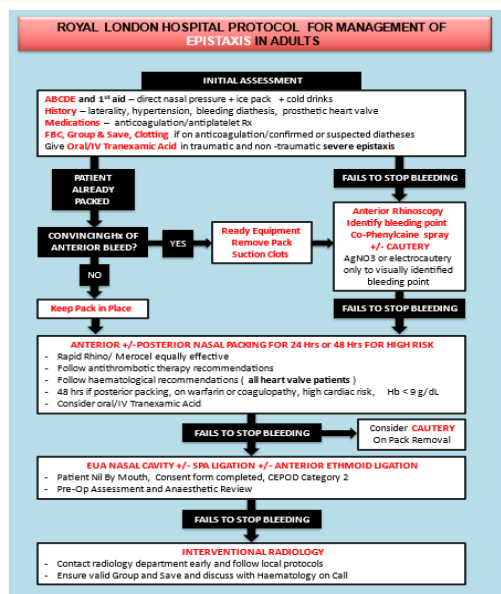 ROYAL LONDON HOSPITAL PROTOCOL FOR MANAGEMENT OF
EPISTAXIS IN ADULTS
INITIAL ASSESSMENT
ABCDE and 1st aid – direct nasal pressure + ice pack + cold drinks
History – laterality, hypertension, bleeding diathesis, prosthetic heart valve
Medications – anticoagulation/antiplatelet Rx
FBC, Group & Save, Clotting if on anticoagulation/confirmed or suspected diatheses
Give Oral/IV Tranexamic Acid in traumatic and non -traumatic severe epistaxis
PATIENT
ALREADY
PACKED
FAILS TO STOP BLEEDING
CONVINCING Hx OF
ANTERIOR BLEED?
YES
Ready Equipment
Remove Pack
Suction Clots
Anterior Rhinoscopy
Identify bleeding point
Co-Phenylcaine spray
+/- CAUTERY
AgNO3 or electrocautery
only to visually identified
bleeding point
NO
Keep Pack in Place
FAILS TO STOP BLEEDING
ANTERIOR +/- POSTERIOR NASAL PACKING FOR 24 Hrs or 48 Hrs FOR HIGH RISK
- Rapid Rhino/ Merocel equally effective
- Follow antithrombotic therapy recommendations
- Follow haematological recommendations ( all heart valve patients )
- 48 hrs if posterior packing, on warfarin or coagulopathy, high cardiac risk, Hb < 9 g/dL
- Consider oral/IV Tranexamic Acid
FAILS TO STOP BLEEDING
Consider CAUTERY
On Pack Removal
EUA NASAL CAVITY +/- SPA LIGATION +/- ANTERIOR ETHMOID LIGATION
- Patient Nil By Mouth, Consent form completed, CEPOD Category 2
- Pre-Op Assessment and Anaesthetic Review
FAILS TO STOP BLEEDING
INTERVENTIONAL RADIOLOGY
- Contact radiology department early and follow local protocols
- Ensure valid Group and Save and discuss with Haematology on Call